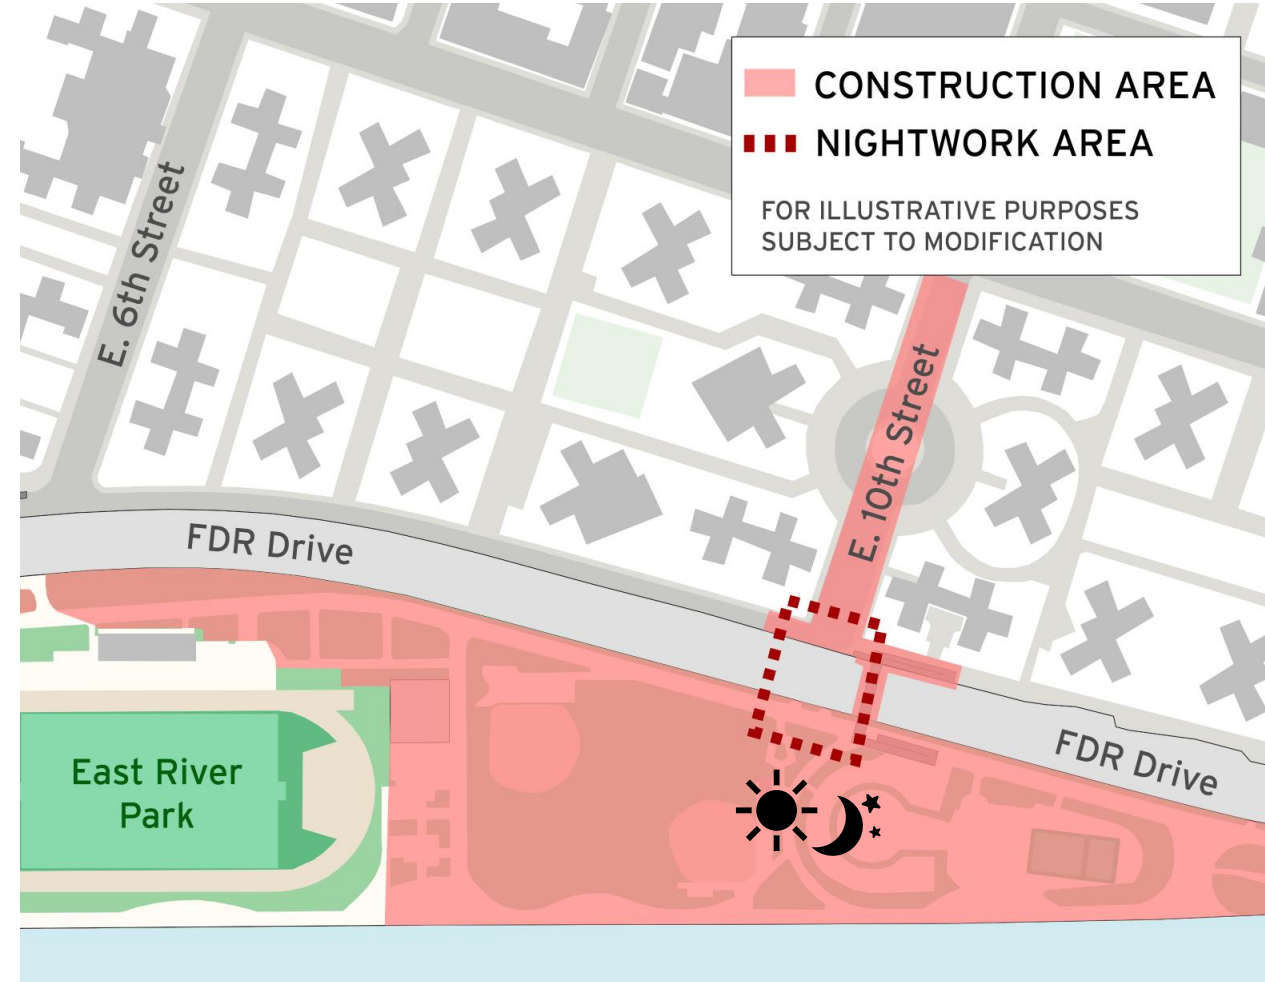 CONSTRUCTION AREA
NIGHTWORK AREA
FOR ILLUSTRATIVE PURPOSES
SUBJECT TO MODIFICATION
E. 6th Street
E. 10th Street
FDR Drive
FDR Drive
East River
Park